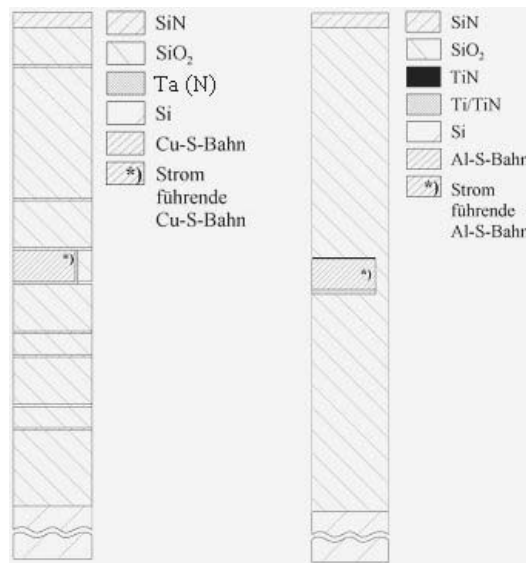 SiN
SiO₂
Ta (N)
Si
Cu-S-Bahn
*) Strom
führende
Cu-S-Bahn
*)
SiN
SiO₂
TiN
Ti/TiN
Si
Al-S-Bahn
*) Strom
führende
Al-S-Bahn
*)